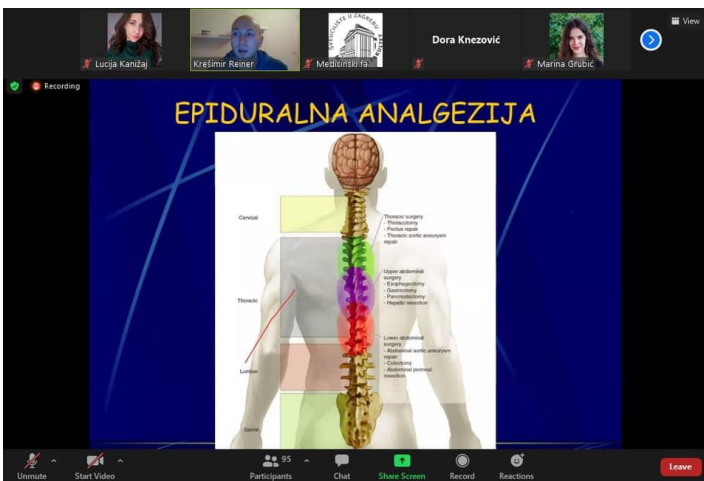 View
Lucija Kanižaj
Krešimir Reiner
SVEUČILIŠTE U ZAGREBU
Medicinski fa...
Dora Knezović
Marina Grubić
Recording
EPIDURALNA ANALGEZIJA
Cervical
Thoracic
Lumbar
Sacral
Thoracic surgery
- Thoracotomy
- Pectus repair
- Thoracic aortic aneurysm
repair
Upper abdominal
surgery
- Esophagectomy
- Gastrectomy
- Pancreatectomy
- Hepatic resection
Lower abdominal
surgery
- Abdominal aortic aneurysm
repair
- Colectomy
- Abdominal perineal
resection
Unmute
Start Video
95
Participants
Chat
Share Screen
Record
Reactions
Leave